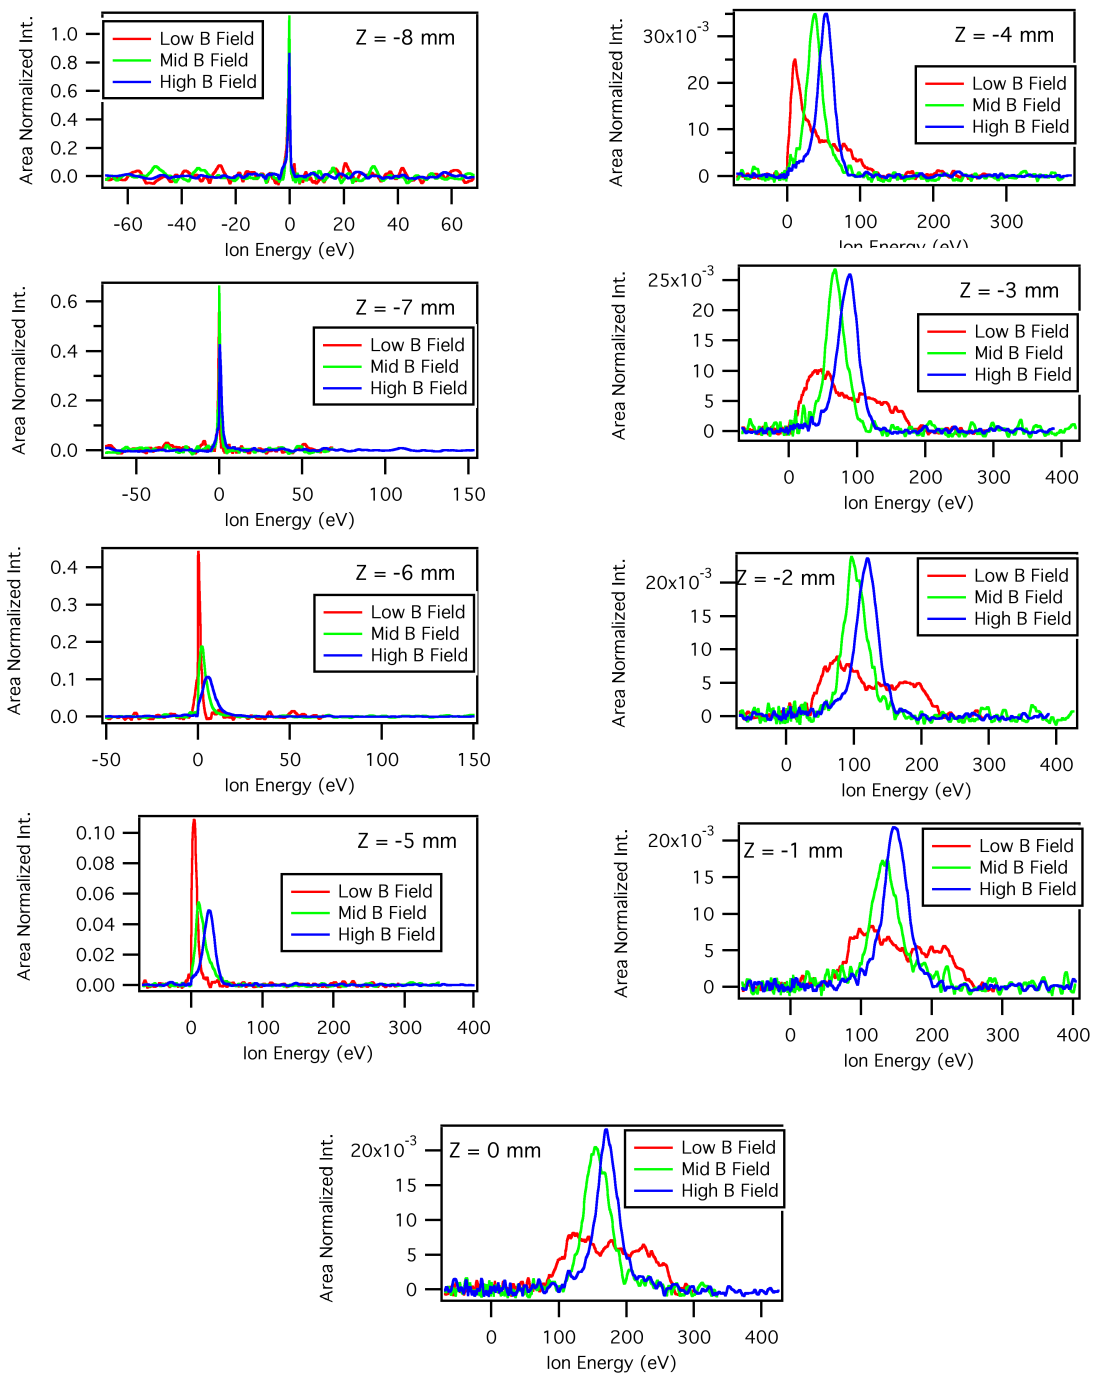 Area Normalized Int.
1.0
0.8
0.6
0.4
0.2
0.0
Low B Field
Mid B Field
High B Field
Z = -8 mm
-60 -40 -20 0 20 40 60
Ion Energy (eV)
Area Normalized Int.
30x10-3
20
10
0
Z = -4 mm
Low B Field
Mid B Field
High B Field
0 100 200 300
Ion Energy (eV)
Area Normalized Int.
0.6
0.4
0.2
0.0
Z = -7 mm
Low B Field
Mid B Field
High B Field
-50 0 50 100 150
Ion Energy (eV)
Area Normalized Int.
25x10-3
20
15
10
5
0
Z = -3 mm
Low B Field
Mid B Field
High B Field
0 100 200 300 400
Ion Energy (eV)
Area Normalized Int.
0.4
0.3
0.2
0.1
0.0
Z = -6 mm
Low B Field
Mid B Field
High B Field
-50 0 50 100 150
Ion Energy (eV)
Area Normalized Int.
20x10-3
15
10
5
0
Z = -2 mm
Low B Field
Mid B Field
High B Field
0 100 200 300 400
Ion Energy (eV)
Area Normalized Int.
0.10
0.08
0.06
0.04
0.02
0.00
Z = -5 mm
Low B Field
Mid B Field
High B Field
0 100 200 300 400
Ion Energy (eV)
Area Normalized Int.
20x10-3
15
10
5
0
Z = -1 mm
Low B Field
Mid B Field
High B Field
0 100 200 300 400
Ion Energy (eV)
Area Normalized Int.
20x10-3
15
10
5
0
Z = 0 mm
Low B Field
Mid B Field
High B Field
0 100 200 300 400
Ion Energy (eV)